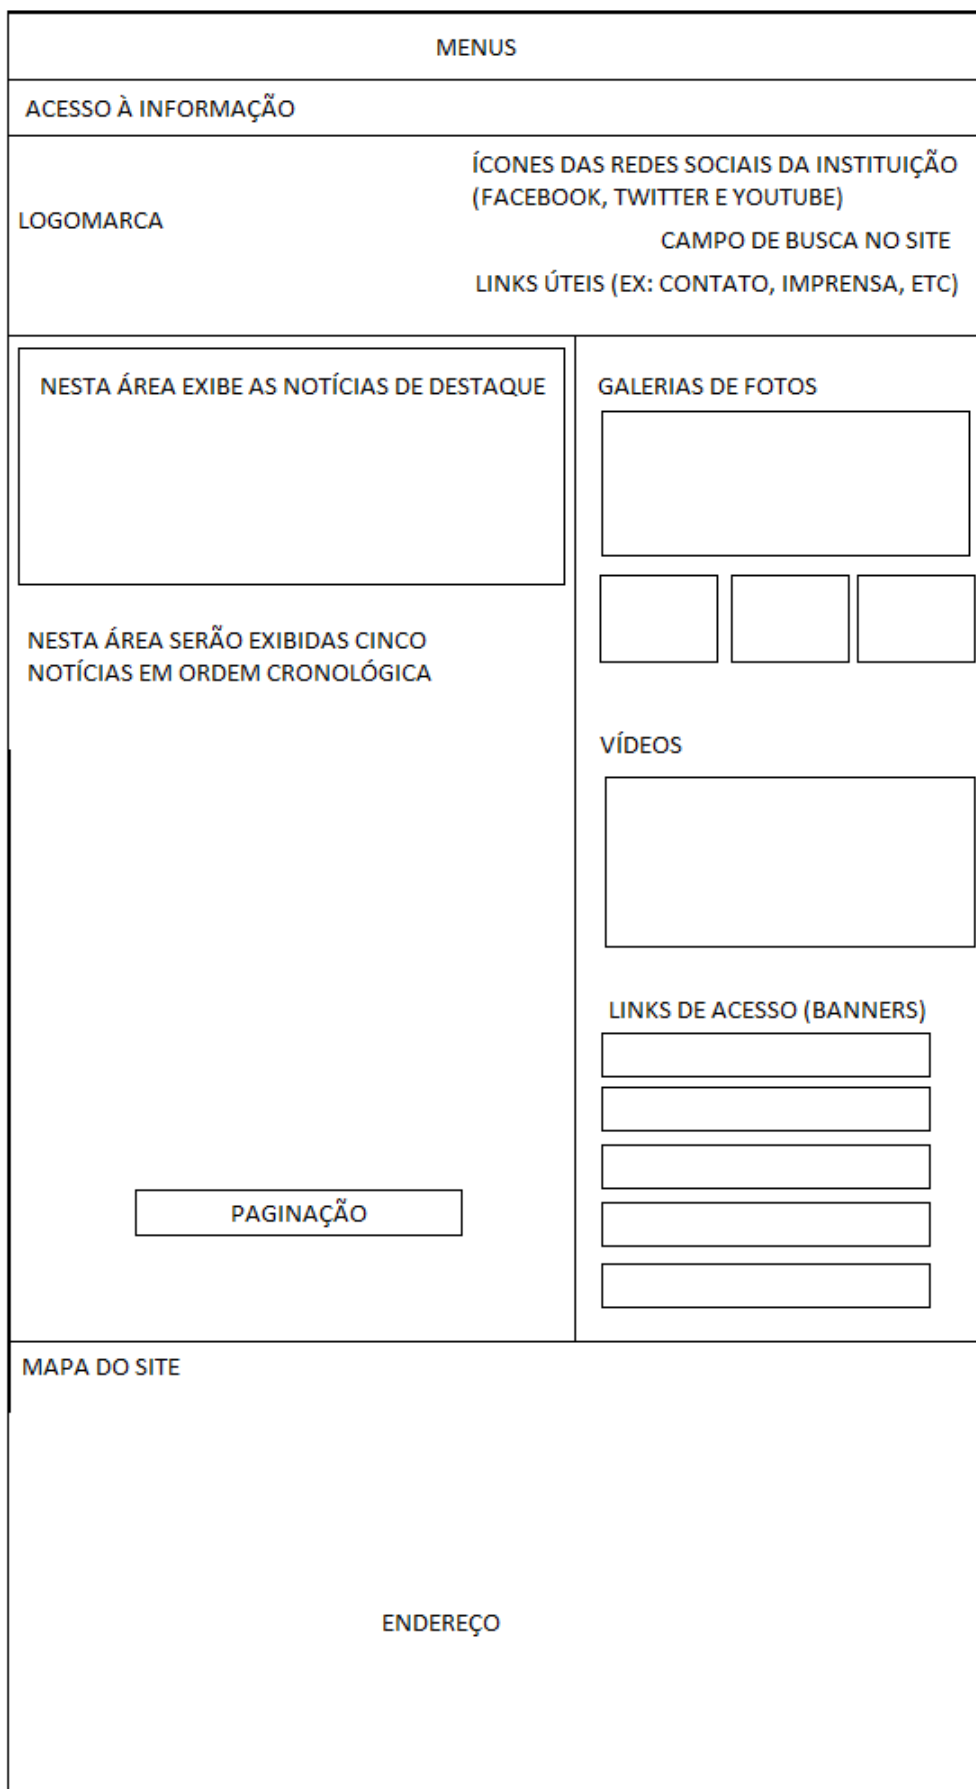 MENUS
ACESSO À INFORMAÇÃO
LOGOMARCA
ÍCONES DAS REDES SOCIAIS DA INSTITUIÇÃO
(FACEBOOK, TWITTER E YOUTUBE)
CAMPO DE BUSCA NO SITE
LINKS ÚTEIS (EX: CONTATO, IMPRENSA, ETC)
NESTA ÁREA EXIBE AS NOTÍCIAS DE DESTAQUE
NESTA ÁREA SERÃO EXIBIDAS CINCO
NOTÍCIAS EM ORDEM CRONOLÓGICA
PAGINAÇÃO
GALERIAS DE FOTOS
VÍDEOS
LINKS DE ACESSO (BANNERS)
MAPA DO SITE
ENDEREÇO